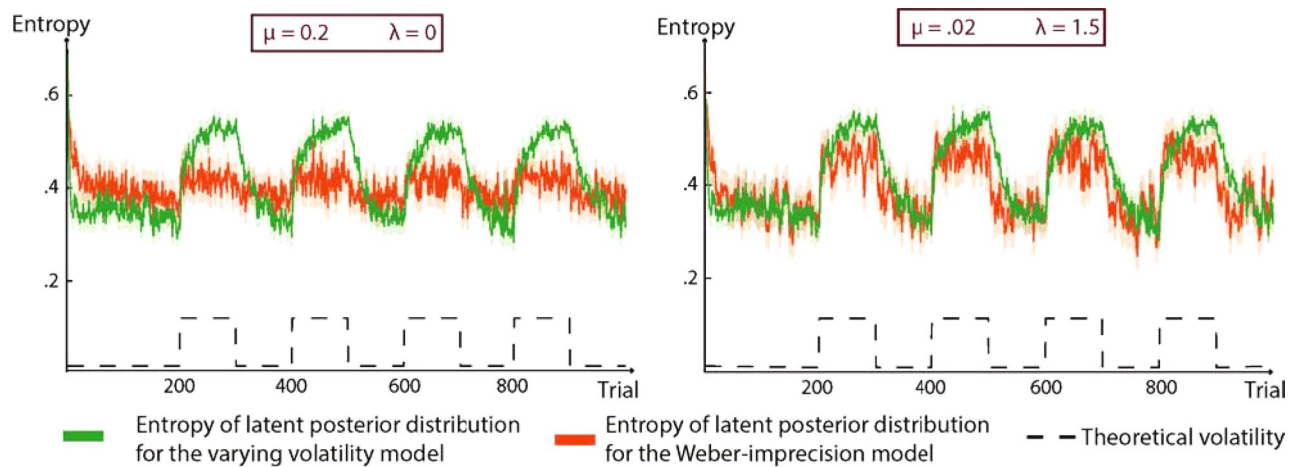 Entropy
μ = 0.2 λ = 0
.6
.4
.2
200 400 600 800 Trial
Entropy
μ = .02 λ = 1.5
.6
.4
.2
200 400 600 800 Trial
Entropy of latent posterior distribution
for the varying volatility model
Entropy of latent posterior distribution
for the Weber-imprecision model
Theoretical volatility